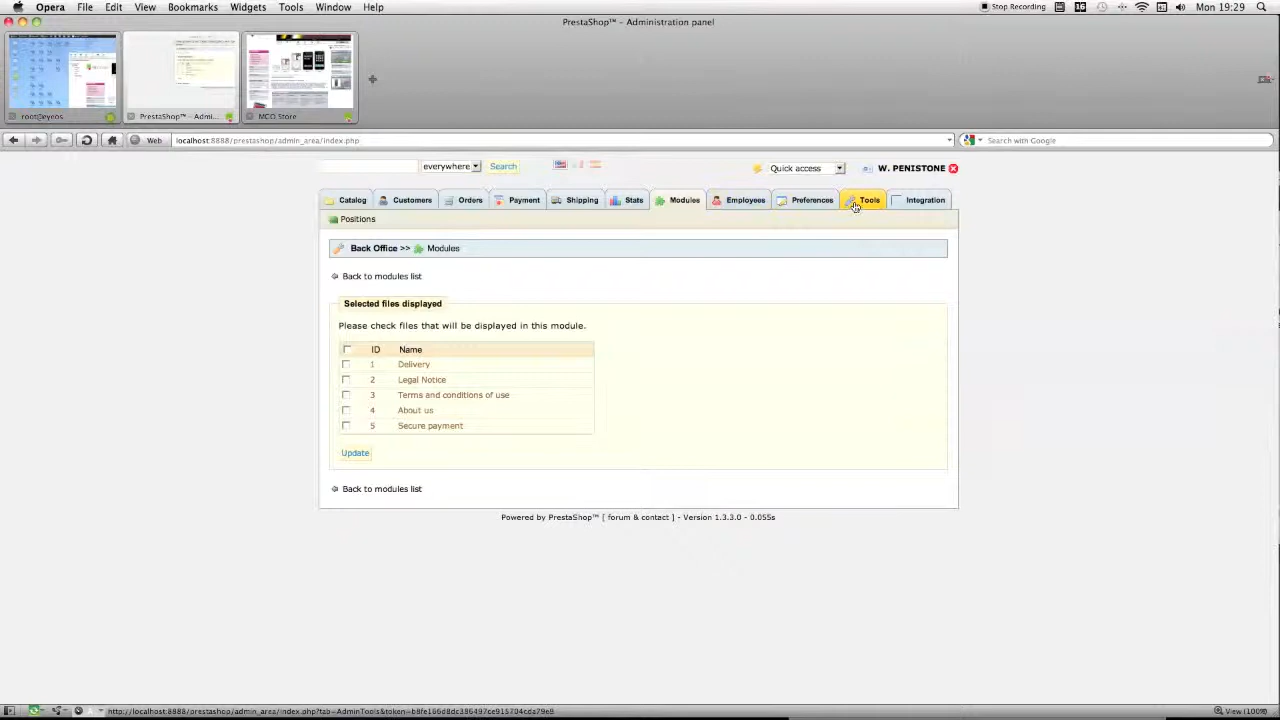 Opera File Edit View Bookmarks Widgets Tools Window Help Stop Recording Mon 19:29
PrestaShop™ - Administration panel
root@eyeos PrestaShop™ - Admi... MCO Store
Web localhost:8888/prestashop/admin_area/index.php Search with Google
everywhere Search Quick access W. PENISTONE
Catalog Customers Orders Payment Shipping Stats Modules Employees Preferences Tools Integration
Positions
Back Office >> Modules
Back to modules list
Selected files displayed
Please check files that will be displayed in this module.
ID Name
1 Delivery
2 Legal Notice
3 Terms and conditions of use
4 About us
5 Secure payment
Update
Back to modules list
Powered by PrestaShop™ [ forum & contact ] - Version 1.3.3.0 - 0.055s
View (100%)